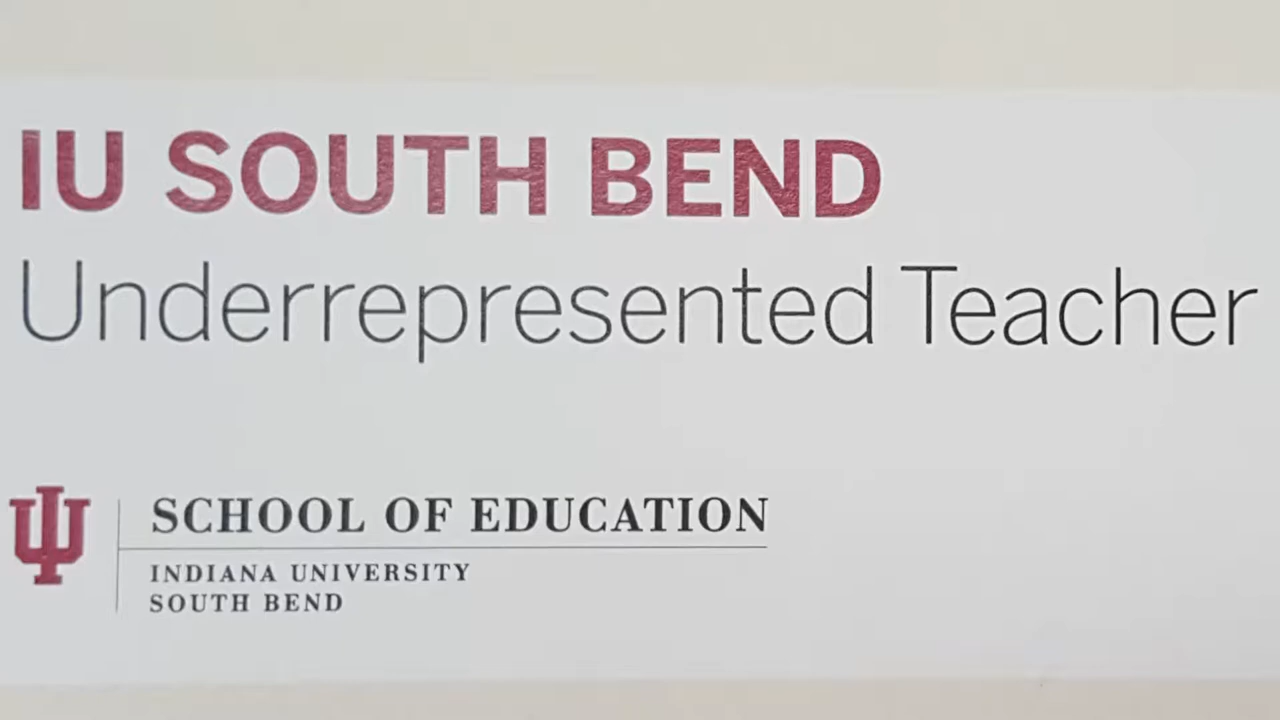 IU SOUTH BEND
Underrepresented Teacher
SCHOOL OF EDUCATION
INDIANA UNIVERSITY
SOUTH BEND